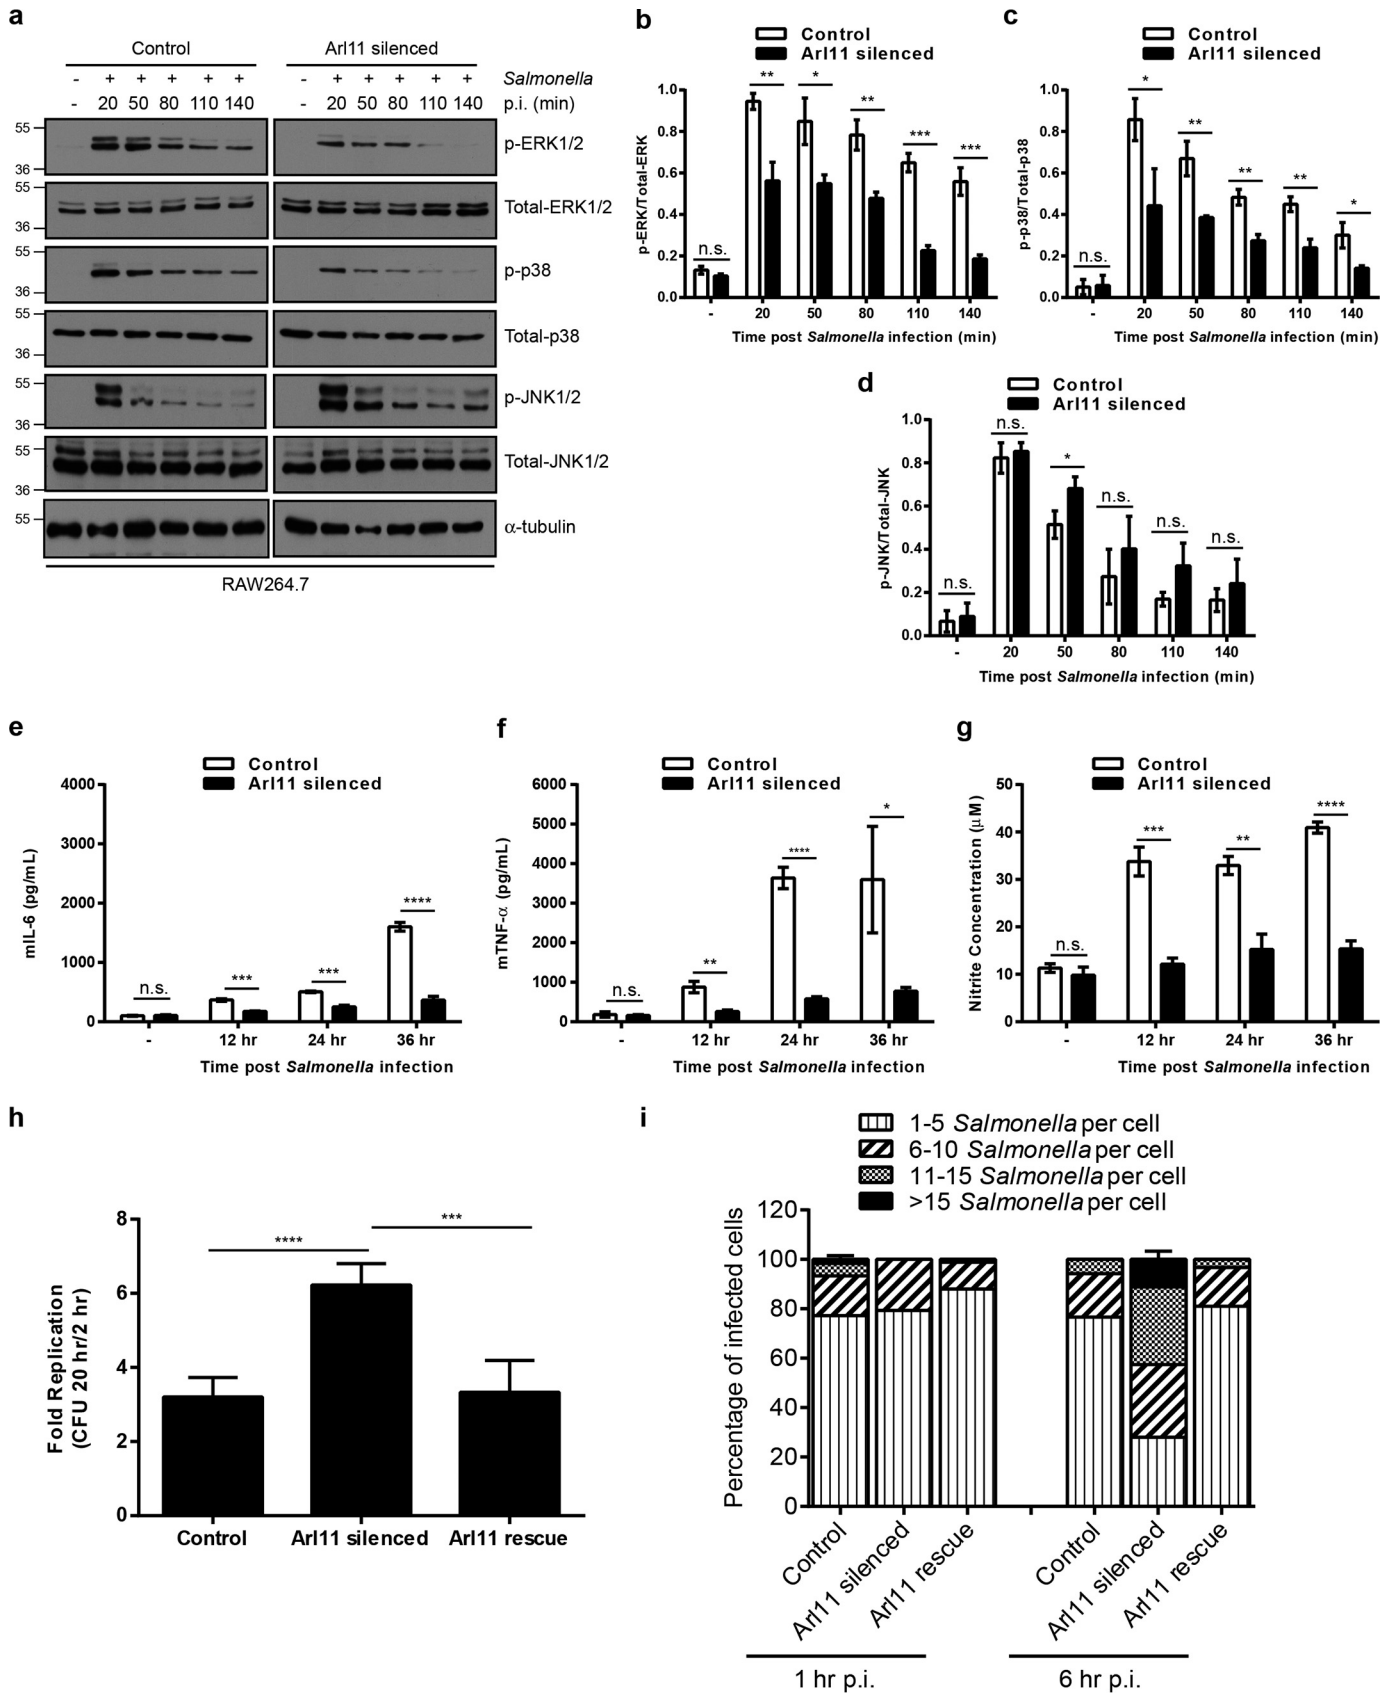 a
Control
Arl11 silenced
- + + + + + - + + + + + Salmonella
- 20 50 80 110 140 - 20 50 80 110 140 p.i. (min)
55
36
p-ERK1/2
55
36
Total-ERK1/2
55
36
p-p38
55
36
Total-p38
55
36
p-JNK1/2
55
36
Total-JNK1/2
55
α-tubulin
RAW264.7
b
Control
Arl11 silenced
p-ERK/Total-ERK
1.0
0.8
0.6
0.4
0.2
0.0
n.s. ** * ** *** ***
- 20 50 80 110 140
Time post Salmonella infection (min)
c
Control
Arl11 silenced
p-p38/Total-p38
1.0
0.8
0.6
0.4
0.2
0.0
n.s. * ** ** ** *
- 20 50 80 110 140
Time post Salmonella infection (min)
d
Control
Arl11 silenced
p-JNK/Total-JNK
1.0
0.8
0.6
0.4
0.2
0.0
n.s. n.s. * n.s. n.s. n.s.
- 20 50 80 110 140
Time post Salmonella infection (min)
e
Control
Arl11 silenced
mIL-6 (pg/mL)
4000
3000
2000
1000
0
n.s. *** *** ****
- 12 hr 24 hr 36 hr
Time post Salmonella infection
f
Control
Arl11 silenced
mTNF-α (pg/mL)
6000
5000
4000
3000
2000
1000
0
n.s. ** **** *
- 12 hr 24 hr 36 hr
Time post Salmonella infection
g
Control
Arl11 silenced
Nitrite Concentration (μM)
50
40
30
20
10
0
n.s. *** ** ****
- 12 hr 24 hr 36 hr
Time post Salmonella infection
h
Fold Replication
(CFU 20 hr/2 hr)
8
6
4
2
0
**** ***
Control Arl11 silenced Arl11 rescue
i
1-5 Salmonella per cell
6-10 Salmonella per cell
11-15 Salmonella per cell
>15 Salmonella per cell
Percentage of infected cells
120
100
80
60
40
20
0
Control
Arl11 silenced
Arl11 rescue
Control
Arl11 silenced
Arl11 rescue
1 hr p.i.
6 hr p.i.